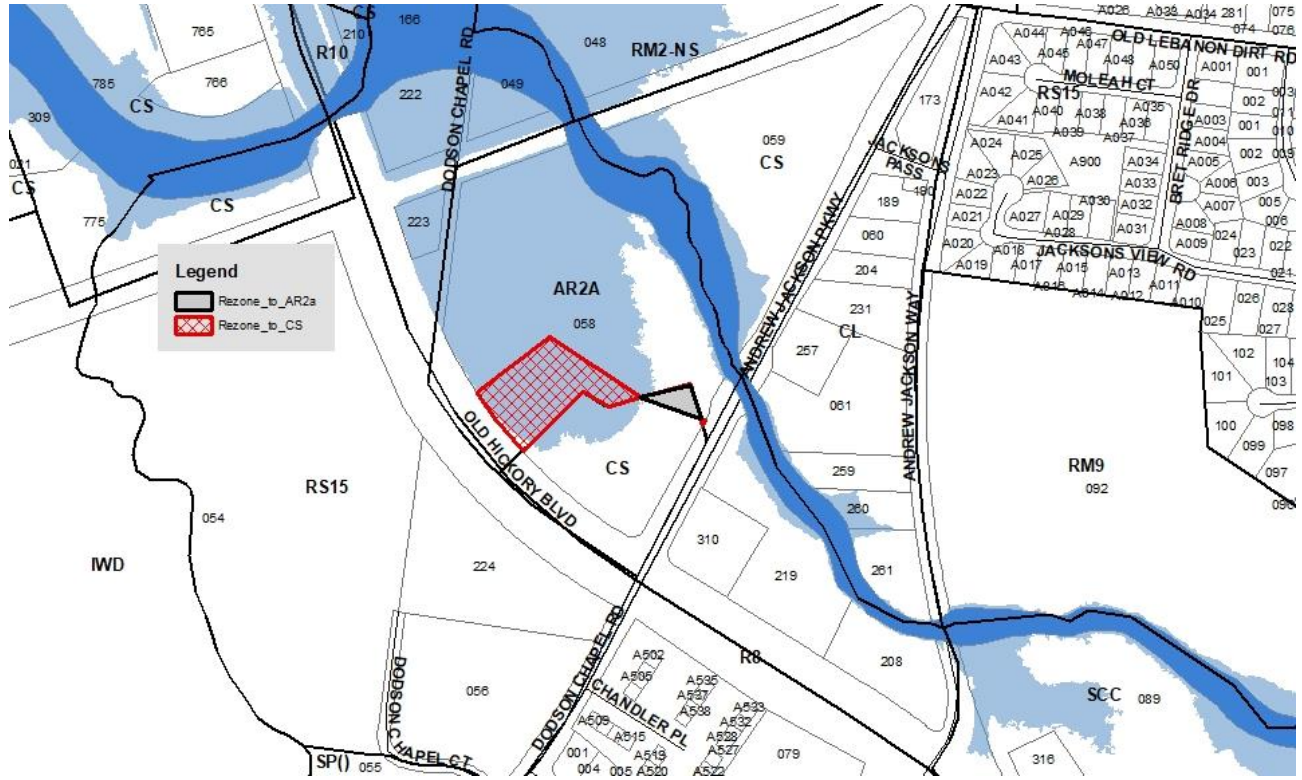 765
785
766
309
CS
021
CS
775
CS
CS
210
R10
166
222
223
049
048
RM2-NS
DODSON CHAPEL RD
Legend
Rezone_to_AR2a
Rezone_to_CS
AR2A
058
CS
059
CS
173
JACKSONS
PASS
490
189
060
204
231
CL
257
061
259
260
261
310
219
208
ANDREW JACKSON PKWY
ANDREW JACKSON WAY
OLD HICKORY BLVD
RS15
054
IWD
224
056
DODSON CHAPEL CT
SP()
055
DODSON CHAPEL RD
R8
A502
A505
A535
A537
A538
A533
A532
A528
A527
A522
CHANDLER PL
A509
A515
A513
A520
001
004
005
079
SCC
089
316
RM9
092
A026
A033
A034
281
075
074
076
OLD LEBANON DIRT RD
A044
A046
A045
A047
A048
A050
A043
MOLEAH CT
RS15
A042
A041
A040
A038
A035
A036
A039
A037
A001
001
003
002
A003
011
001
010
A004
BRET RIDGE DR
A024
A025
A900
A034
A005
002
009
A023
A026
A033
A006
003
A022
A030
A032
A007
005
A021
A027
A029
A028
A031
A008
024
006
A020
A018
A009
022
023
A019
A017
A015
A013
A011
021
JACKSONS VIEW RD
A016
A014
A012
A010
026
028
025
027
102
104
101
103
100
098
099
097
096